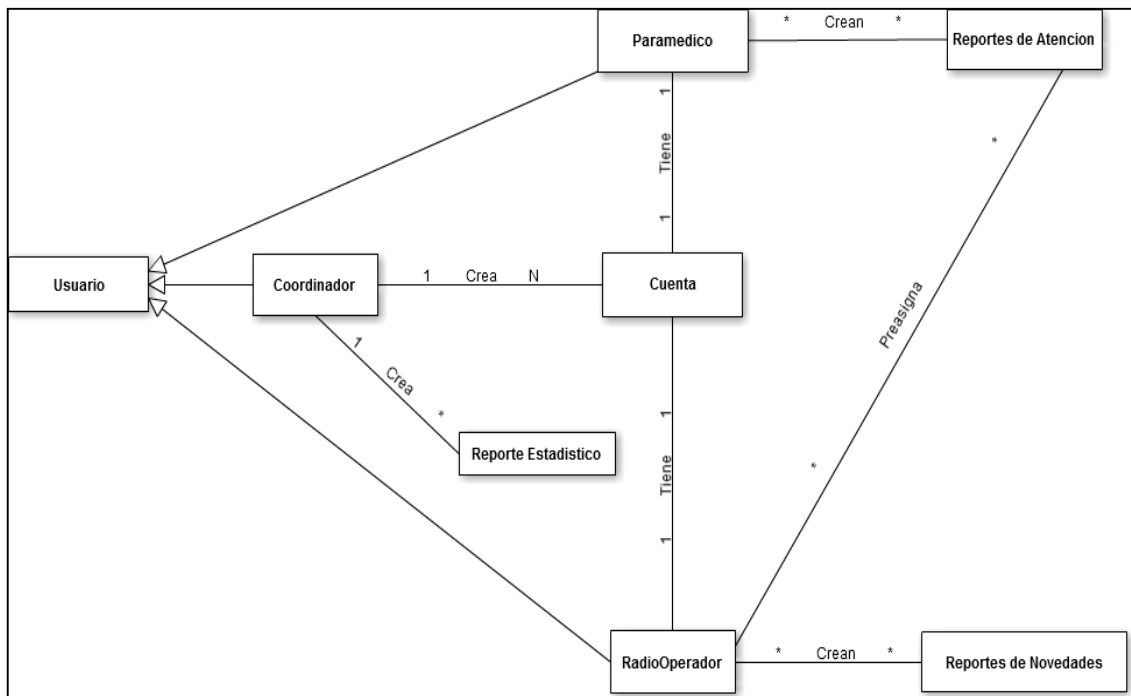 Paramedico
* Crean *
Reportes de Atencion
1
Tiene
1
*
Usuario
Coordinador
1 Crea N
Cuenta
Preasigna
1
Crea
*
Reporte Estadistico
1
Tiene
1
*
RadioOperador
* Crean *
Reportes de Novedades